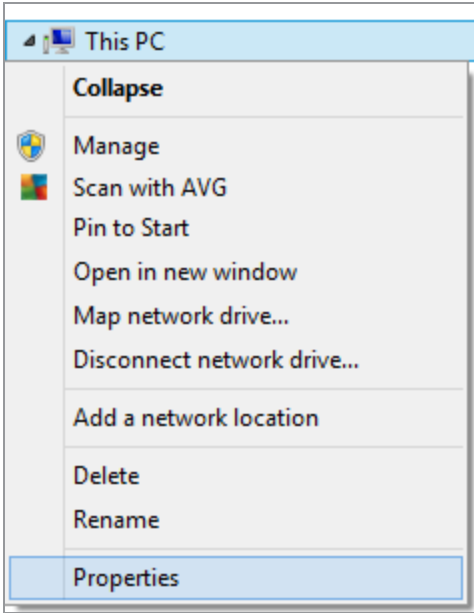 This PC
Collapse
Manage
Scan with AVG
Pin to Start
Open in new window
Map network drive...
Disconnect network drive...
Add a network location
Delete
Rename
Properties